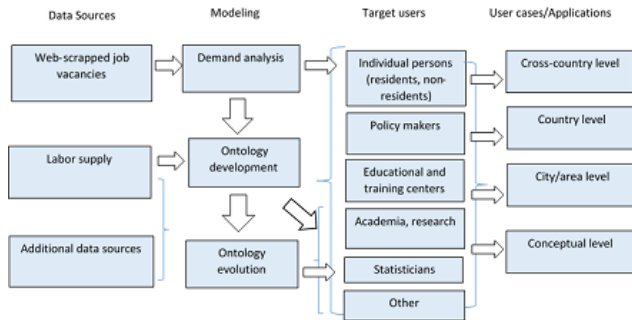 Data Sources
Modeling
Target users
User cases/Applications
Web-scrapped job
vacancies
Demand analysis
Individual persons
(residents, non-
residents)
Cross-country level
Policy makers
Country level
Labor supply
Ontology
development
Educational and
training centers
City/area level
Academia, research
Additional data sources
Ontology
evolution
Conceptual level
Statisticians
Other